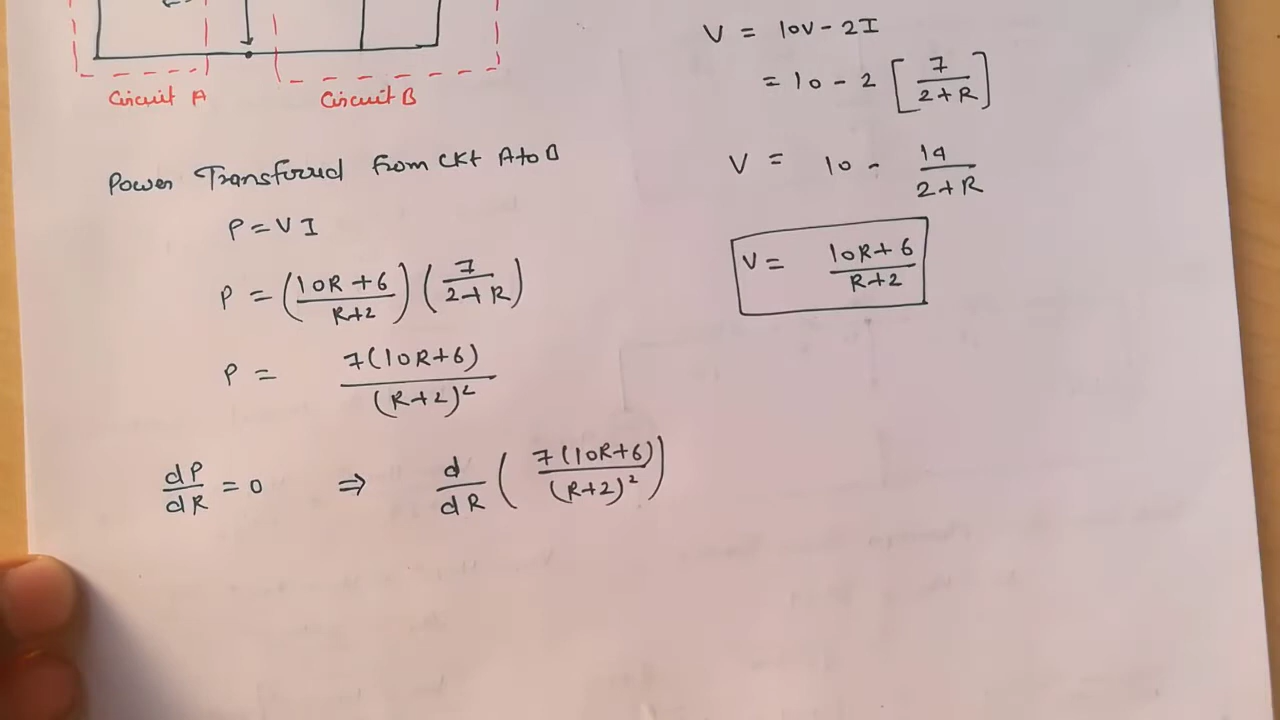 Circuit A
Circuit B
Power Transferred from Ckt A to B
P = V I
P = (10R+6 / R+2) (7 / 2+R)
P = 7(10R+6) / (R+2)²
dP/dR = 0 ⇒ d/dR ( 7(10R+6) / (R+2)² )
V = 10V - 2I
= 10 - 2 [ 7 / 2+R ]
V = 10 - 14 / 2+R
V = 10R+6 / R+2